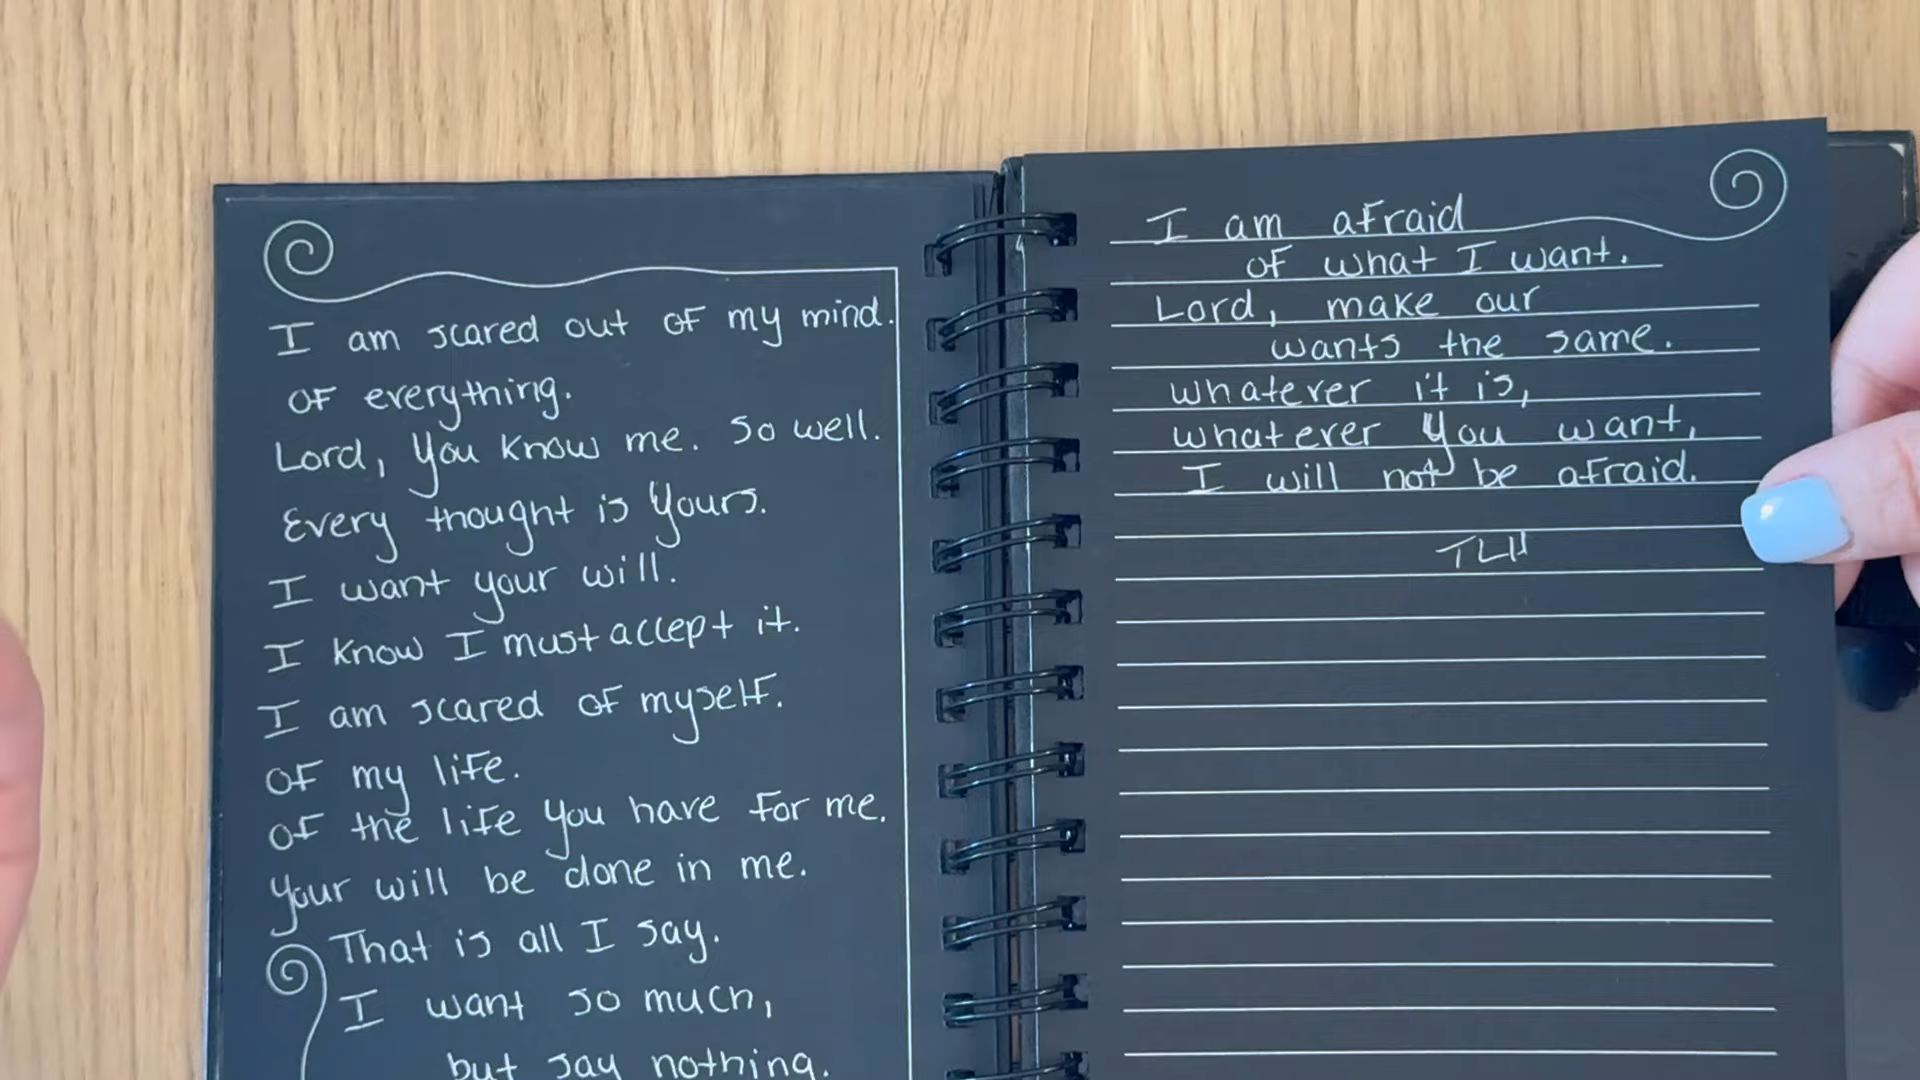 I am scared out of my mind.
of everything.
Lord, You know me. So well.
Every thought is Yours.
I want your will.
I know I must accept it.
I am scared of myself.
of my life.
of the life You have for me.
Your will be done in me.
That is all I say.
I want so much,
but say nothing.
I am afraid
of what I want.
Lord, make our
wants the same.
whatever it is,
whatever You want,
I will not be afraid.
TLH